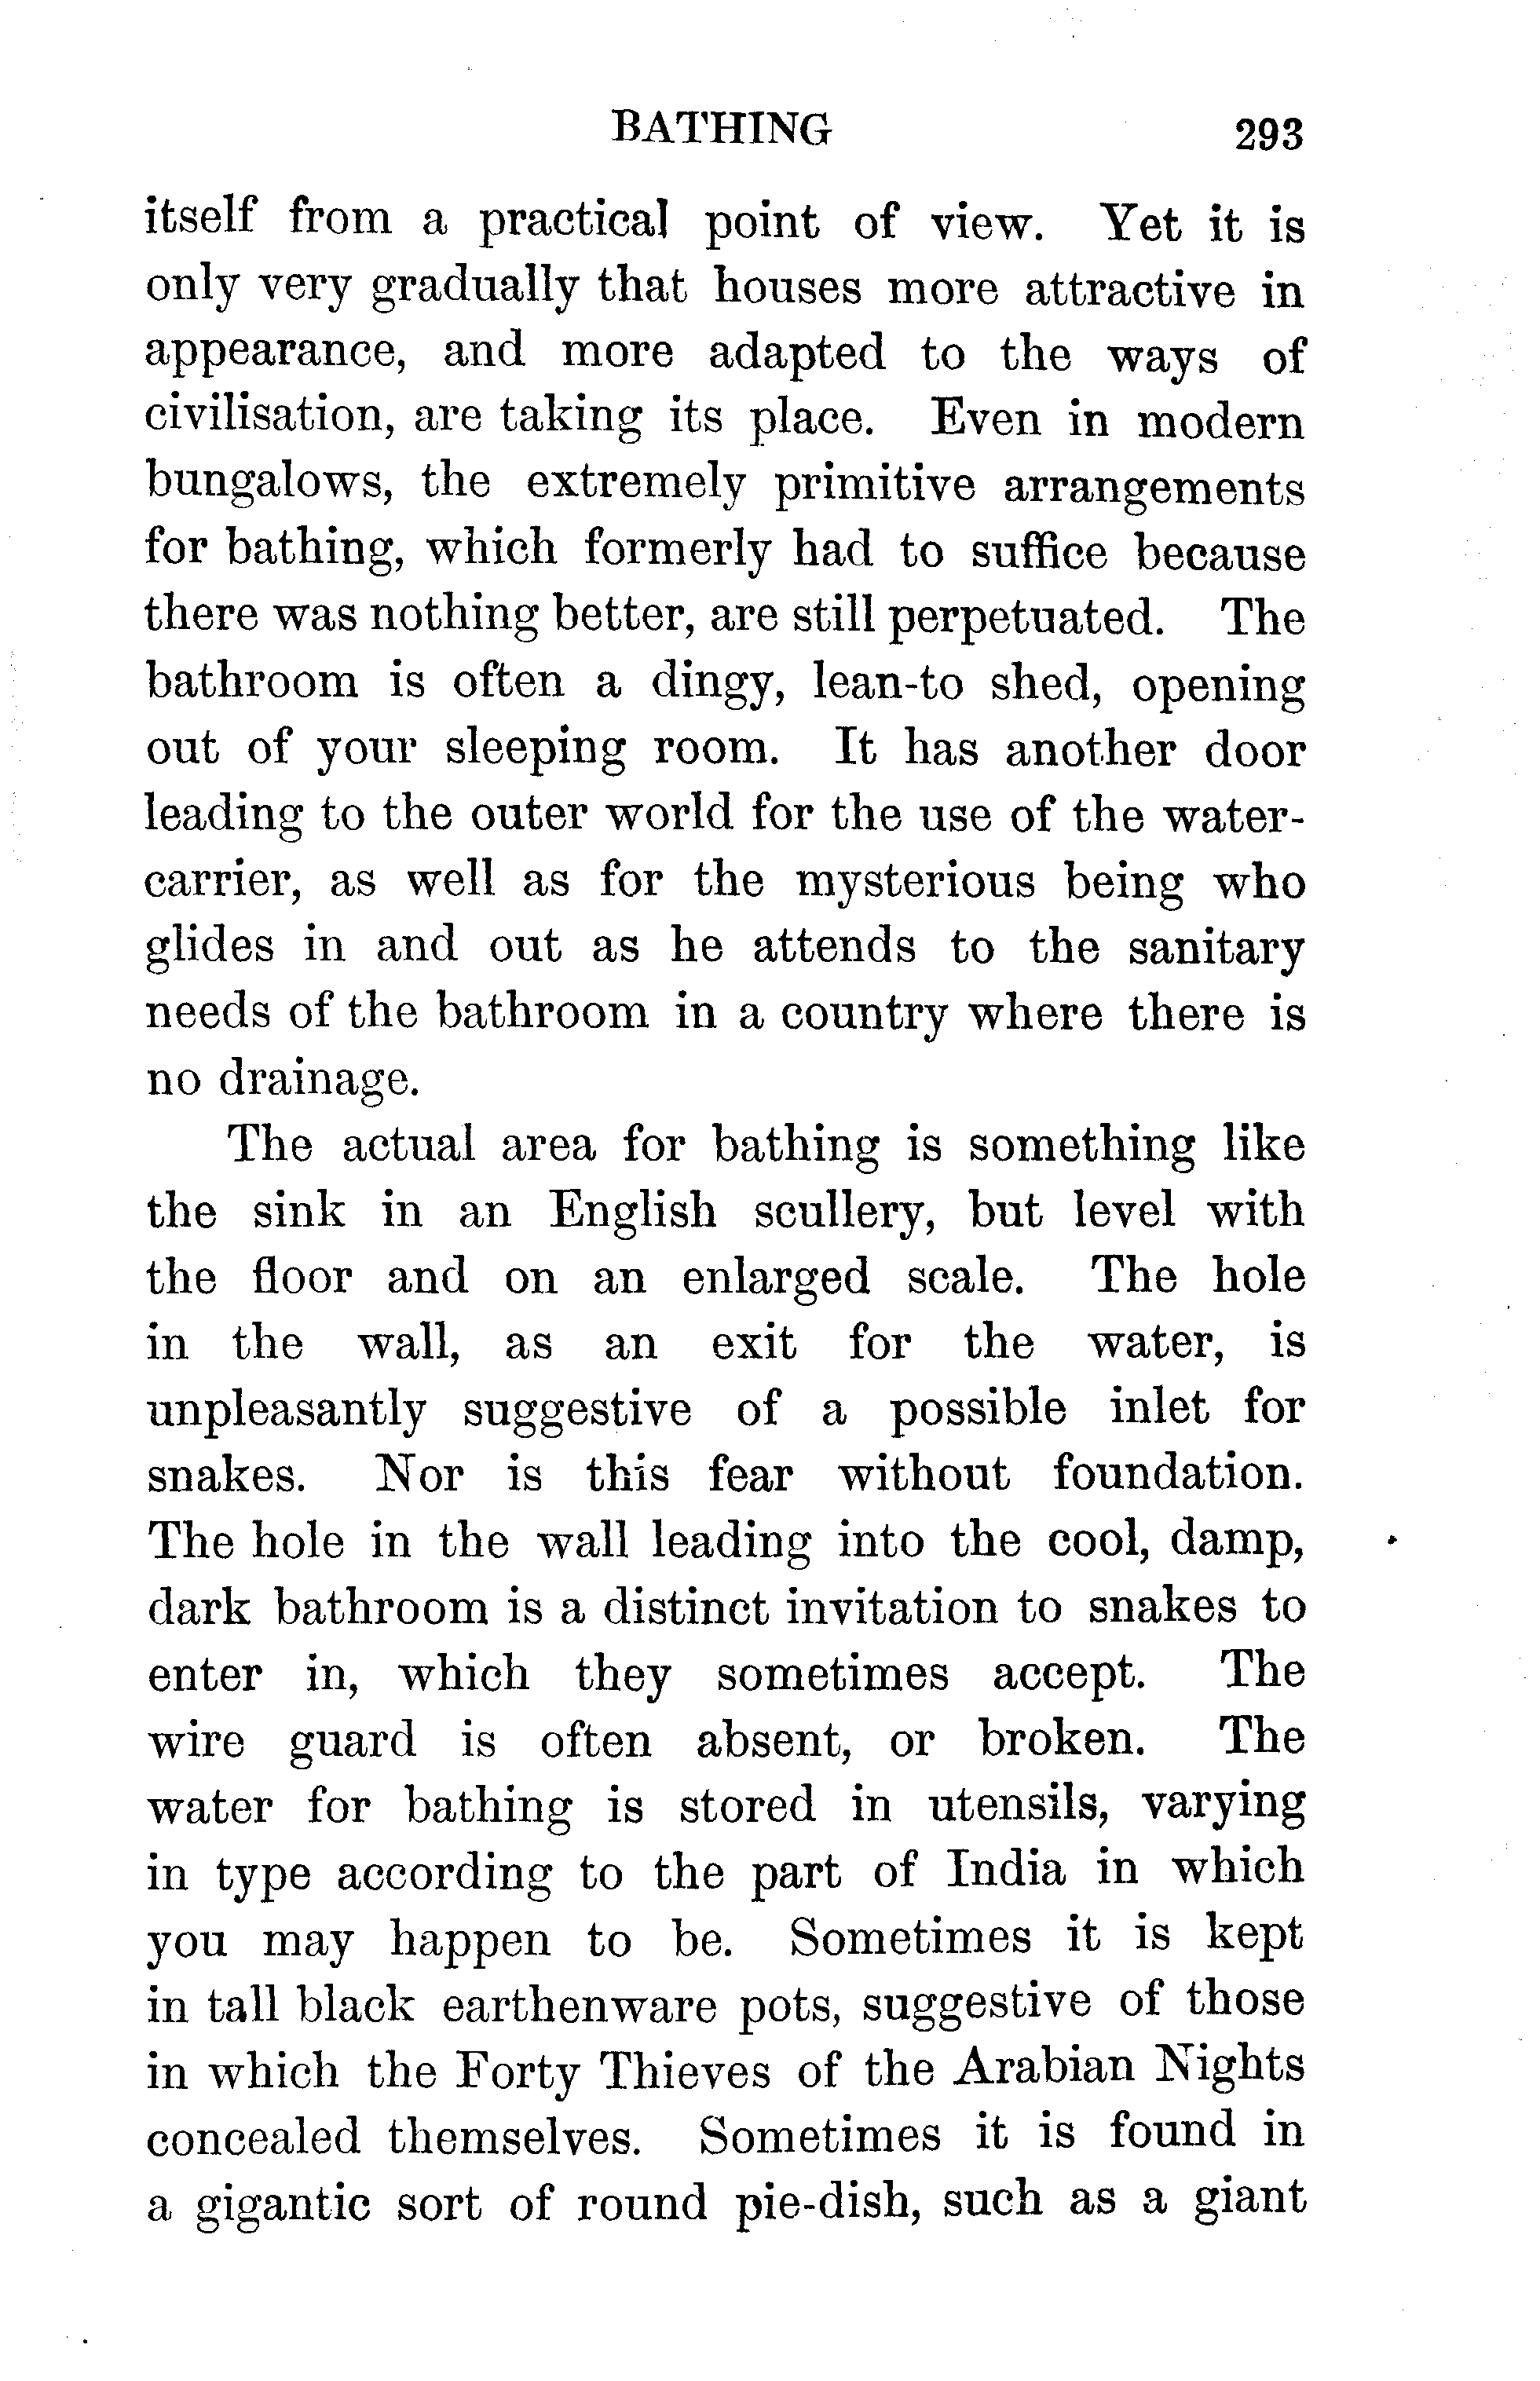 BATHING 293
itself from a practical point of view. Yet it is
only very gradually that houses more attractive in
appearance, and more adapted to the ways of
civilisation, are taking its place. Even in modern
bungalows, the extremely primitive arrangements
for bathing, which formerly had to suffice because
there was nothing better, are still perpetuated. The
bathroom is often a dingy, lean-to shed, opening
out of your sleeping room. It has another door
leading to the outer world for the use of the water-
carrier, as well as for the mysterious being who
glides in and out as he attends to the sanitary
needs of the bathroom in a country where there is
no drainage.
The actual area for bathing is something like
the sink in an English scullery, but level with
the floor and on an enlarged scale. The hole
in the wall, as an exit for the water, is
unpleasantly suggestive of a possible inlet for
snakes. Nor is this fear without foundation.
The hole in the wall leading into the cool, damp,
dark bathroom is a distinct invitation to snakes to
enter in, which they sometimes accept. The
wire guard is often absent, or broken. The
water for bathing is stored in utensils, varying
in type according to the part of India in which
you may happen to be. Sometimes it is kept
in tall black earthenware pots, suggestive of those
in which the Forty Thieves of the Arabian Nights
concealed themselves. Sometimes it is found in
a gigantic sort of round pie-dish, such as a giant